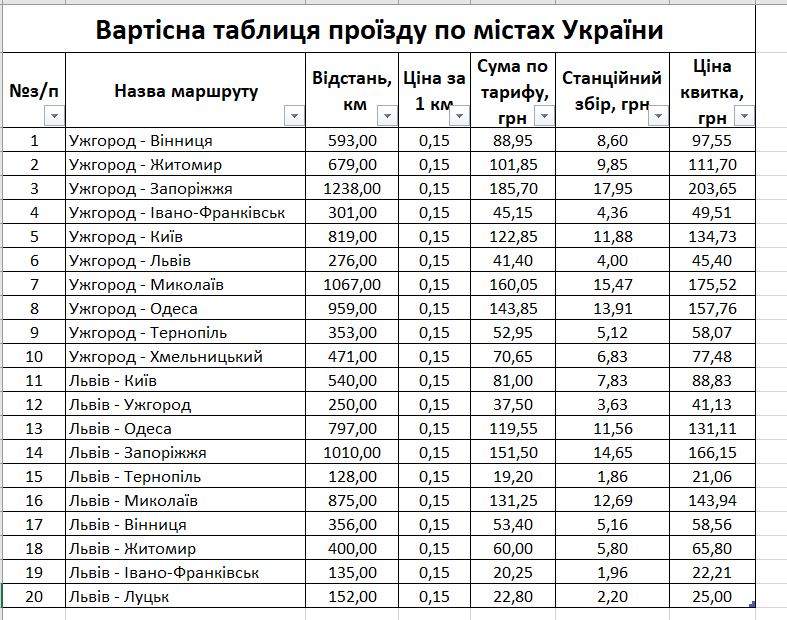 Вартісна таблиця проїзду по містах України
№з/п Назва маршруту Відстань, км Ціна за 1 км Сума по тарифу, грн Станційний збір, грн Ціна квитка, грн
1 Ужгород - Вінниця 593,00 0,15 88,95 8,60 97,55
2 Ужгород - Житомир 679,00 0,15 101,85 9,85 111,70
3 Ужгород - Запоріжжя 1238,00 0,15 185,70 17,95 203,65
4 Ужгород - Івано-Франківськ 301,00 0,15 45,15 4,36 49,51
5 Ужгород - Київ 819,00 0,15 122,85 11,88 134,73
6 Ужгород - Львів 276,00 0,15 41,40 4,00 45,40
7 Ужгород - Миколаїв 1067,00 0,15 160,05 15,47 175,52
8 Ужгород - Одеса 959,00 0,15 143,85 13,91 157,76
9 Ужгород - Тернопіль 353,00 0,15 52,95 5,12 58,07
10 Ужгород - Хмельницький 471,00 0,15 70,65 6,83 77,48
11 Львів - Київ 540,00 0,15 81,00 7,83 88,83
12 Львів - Ужгород 250,00 0,15 37,50 3,63 41,13
13 Львів - Одеса 797,00 0,15 119,55 11,56 131,11
14 Львів - Запоріжжя 1010,00 0,15 151,50 14,65 166,15
15 Львів - Тернопіль 128,00 0,15 19,20 1,86 21,06
16 Львів - Миколаїв 875,00 0,15 131,25 12,69 143,94
17 Львів - Вінниця 356,00 0,15 53,40 5,16 58,56
18 Львів - Житомир 400,00 0,15 60,00 5,80 65,80
19 Львів - Івано-Франківськ 135,00 0,15 20,25 1,96 22,21
20 Львів - Луцьк 152,00 0,15 22,80 2,20 25,00